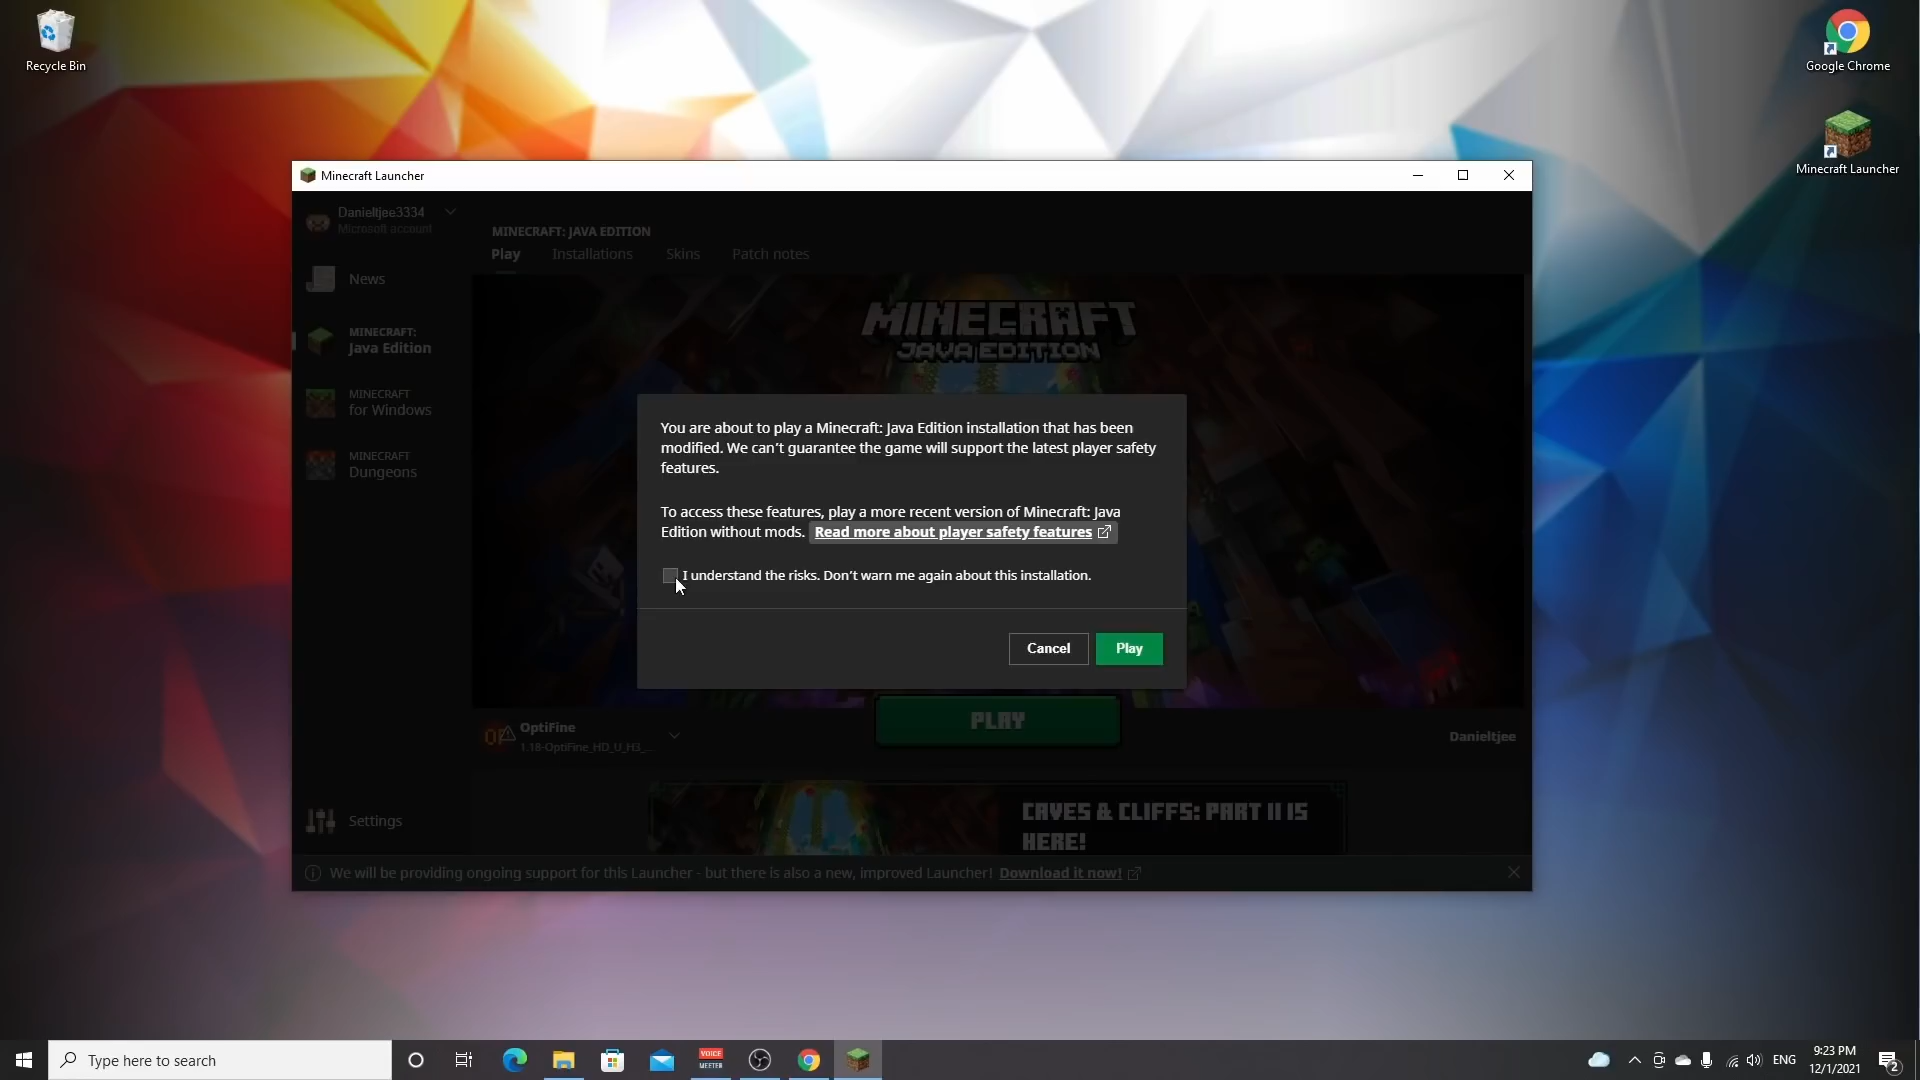 Recycle Bin
Google Chrome
Minecraft Launcher
Minecraft Launcher
Danieltjee3334
Microsoft account
MINECRAFT: JAVA EDITION
Play Installations Skins Patch notes
News
MINECRAFT:
Java Edition
MINECRAFT
for Windows
MINECRAFT
Dungeons
MINECRAFT
JAVA EDITION
You are about to play a Minecraft: Java Edition installation that has been
modified. We can't guarantee the game will support the latest player safety
features.
To access these features, play a more recent version of Minecraft: Java
Edition without mods. Read more about player safety features
I understand the risks. Don't warn me again about this installation.
Cancel Play
PLAY
OptiFine
1.18-OptiFine_HD_U_H3_...
Danieltjee
CAVES & CLIFFS: PART II IS
HERE!
Settings
We will be providing ongoing support for this Launcher - but there is also a new, improved Launcher! Download it now!
Type here to search
VOICE
MEETER
ENG
9:23 PM
12/1/2021
2